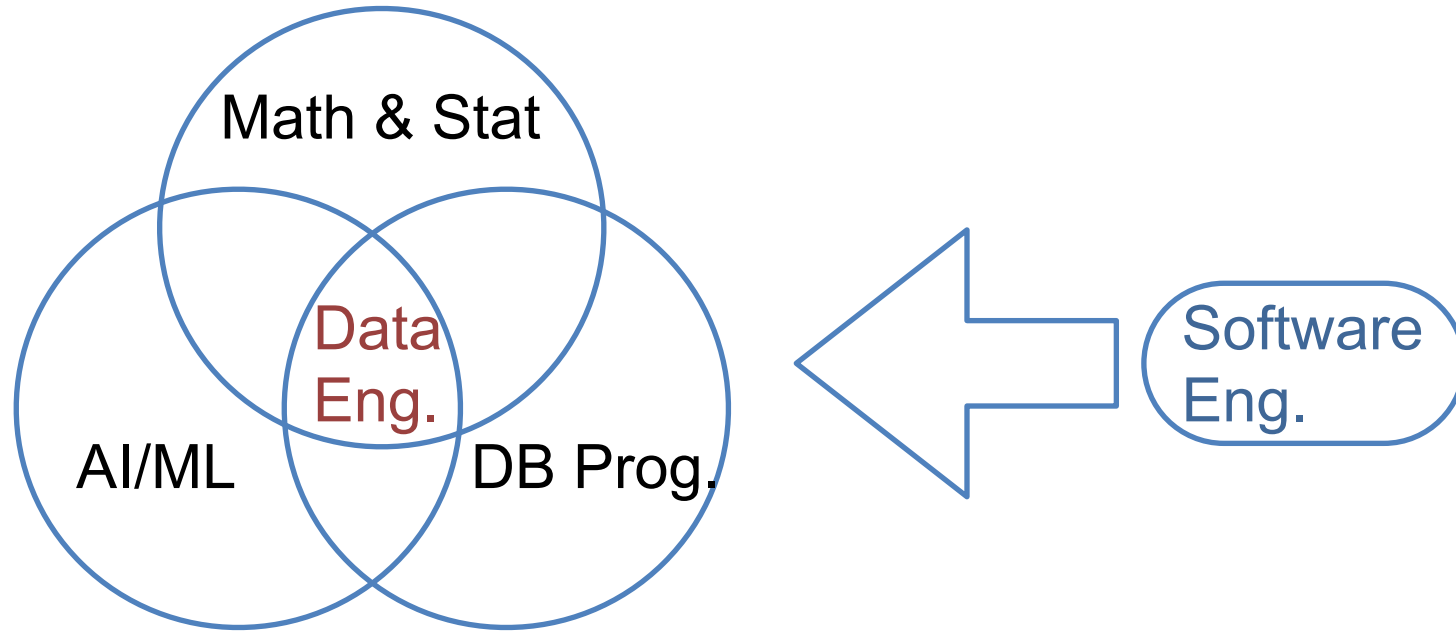 Math & Stat
Data
Eng.
AI/ML
DB Prog.
Software
Eng.